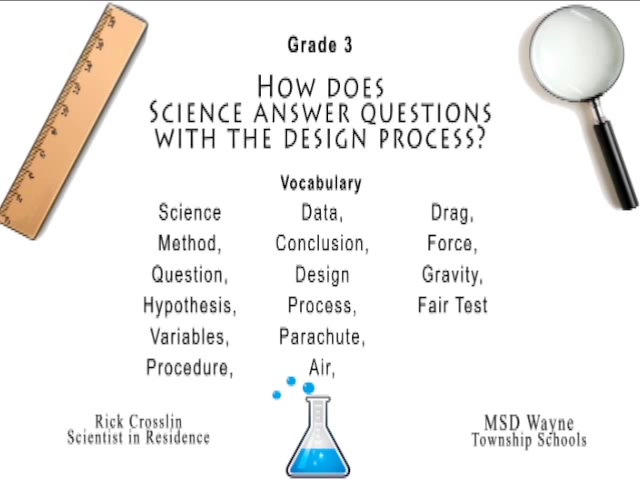 Grade 3
HOW DOES
SCIENCE ANSWER QUESTIONS
WITH THE DESIGN PROCESS?
Vocabulary
Science
Method,
Question,
Hypothesis,
Variables,
Procedure,
Data,
Conclusion,
Design
Process,
Parachute,
Air,
Drag,
Force,
Gravity,
Fair Test
Rick Crosslin
Scientist in Residence
MSD Wayne
Township Schools